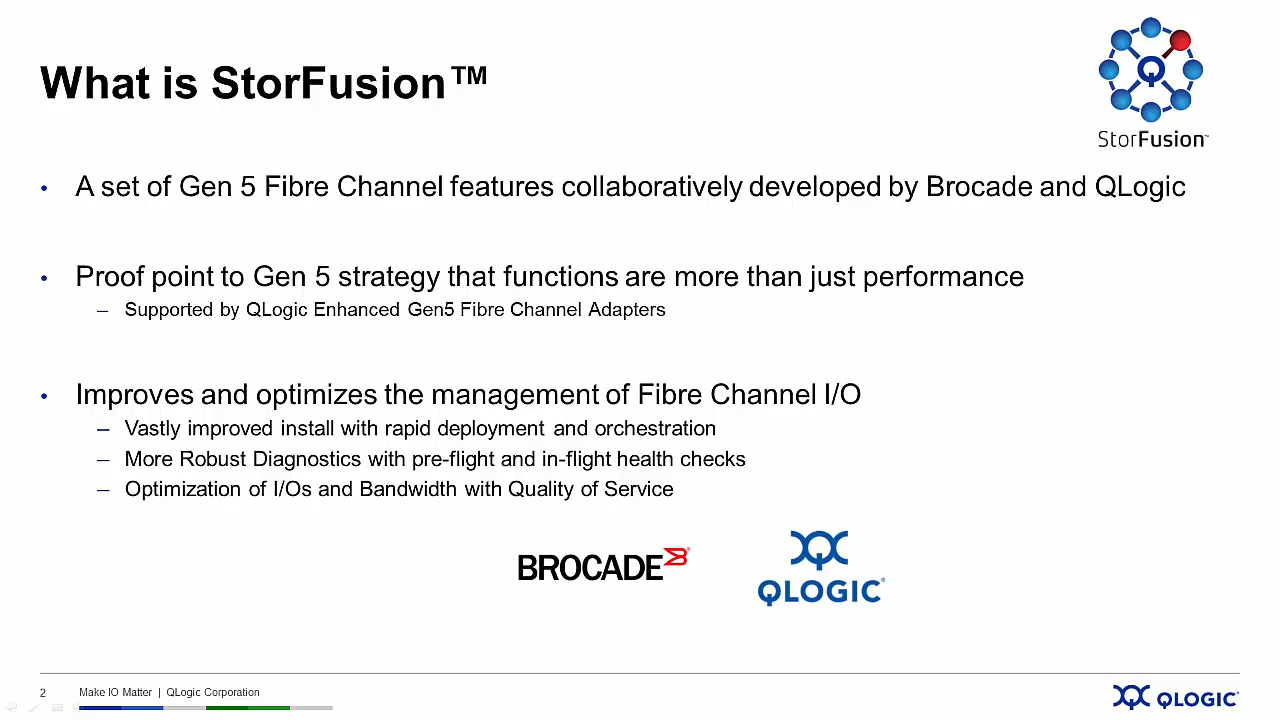 What is StorFusion™
StorFusion™
• A set of Gen 5 Fibre Channel features collaboratively developed by Brocade and QLogic
• Proof point to Gen 5 strategy that functions are more than just performance
– Supported by QLogic Enhanced Gen5 Fibre Channel Adapters
• Improves and optimizes the management of Fibre Channel I/O
– Vastly improved install with rapid deployment and orchestration
– More Robust Diagnostics with pre-flight and in-flight health checks
– Optimization of I/Os and Bandwidth with Quality of Service
BROCADE
QLOGIC
2 Make IO Matter | QLogic Corporation
QLOGIC